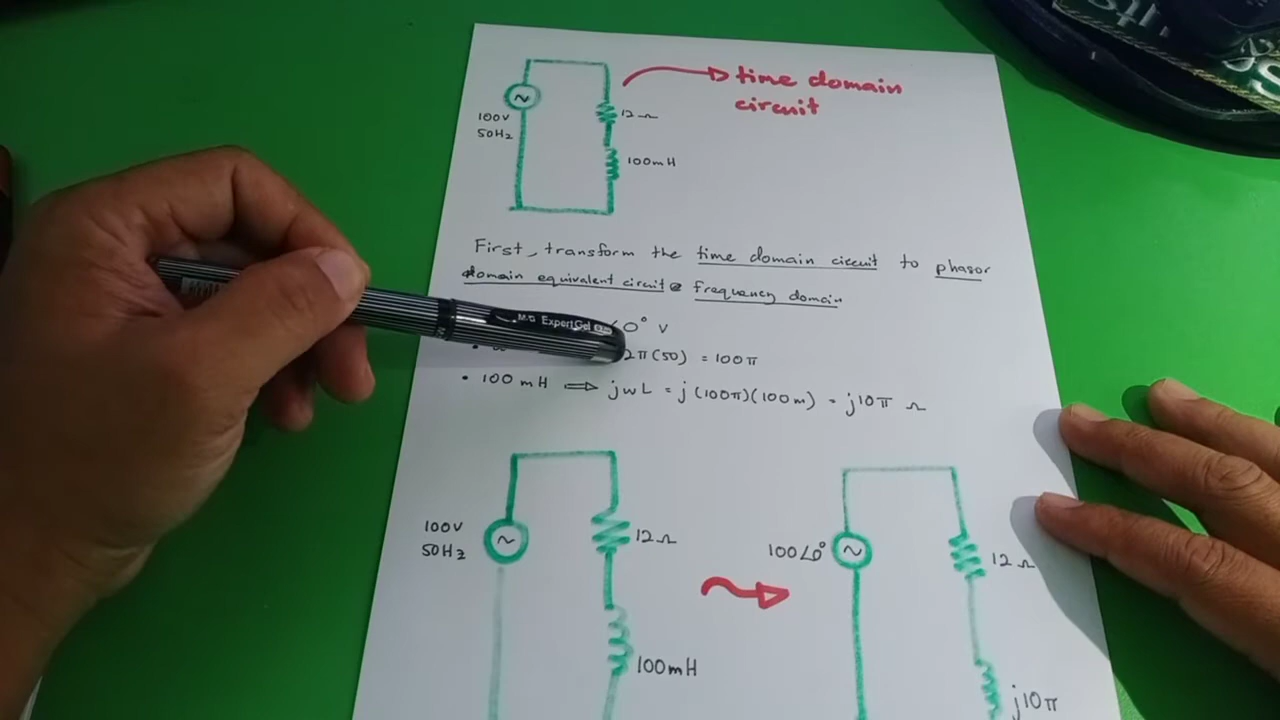 time domain
circuit
12Ω
100V
50Hz
100mH
First, transform the time domain circuit to phasor
domain equivalent circuit @ frequency domain
∠0° V
2π(50) = 100π
• 100 mH ⟹ jωL = j(100π)(100m) = j10π Ω
M&G ExpertGel
100V
50Hz
12Ω
100mH
100∠0°
12Ω
j10π